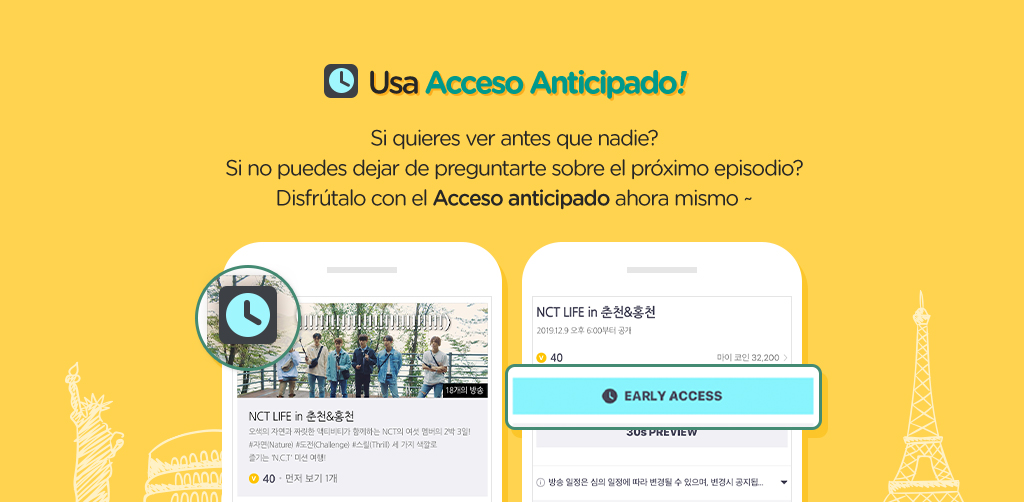 Usa Acceso Anticipado!
Si quieres ver antes que nadie?
Si no puedes dejar de preguntarte sobre el próximo episodio?
Disfrútalo con el Acceso anticipado ahora mismo ~
18개의 방송
NCT LIFE in 춘천&홍천
오색의 자연과 짜릿한 액티비티가 함께하는 NCT의 여섯 멤버의 2박 3일!
#자연(Nature) #도전(Challenge) #스릴(Thrill) 세 가지 색깔로
즐기는 'N.C.T' 미션 여행!
V 40 · 먼저 보기 1개
NCT LIFE in 춘천&홍천
2019.12.9 오후 6:00부터 공개
V 40 마이 코인 32,200
EARLY ACCESS
30s PREVIEW
방송 일정은 심의 일정에 따라 변경될 수 있으며, 변경시 공지됩...